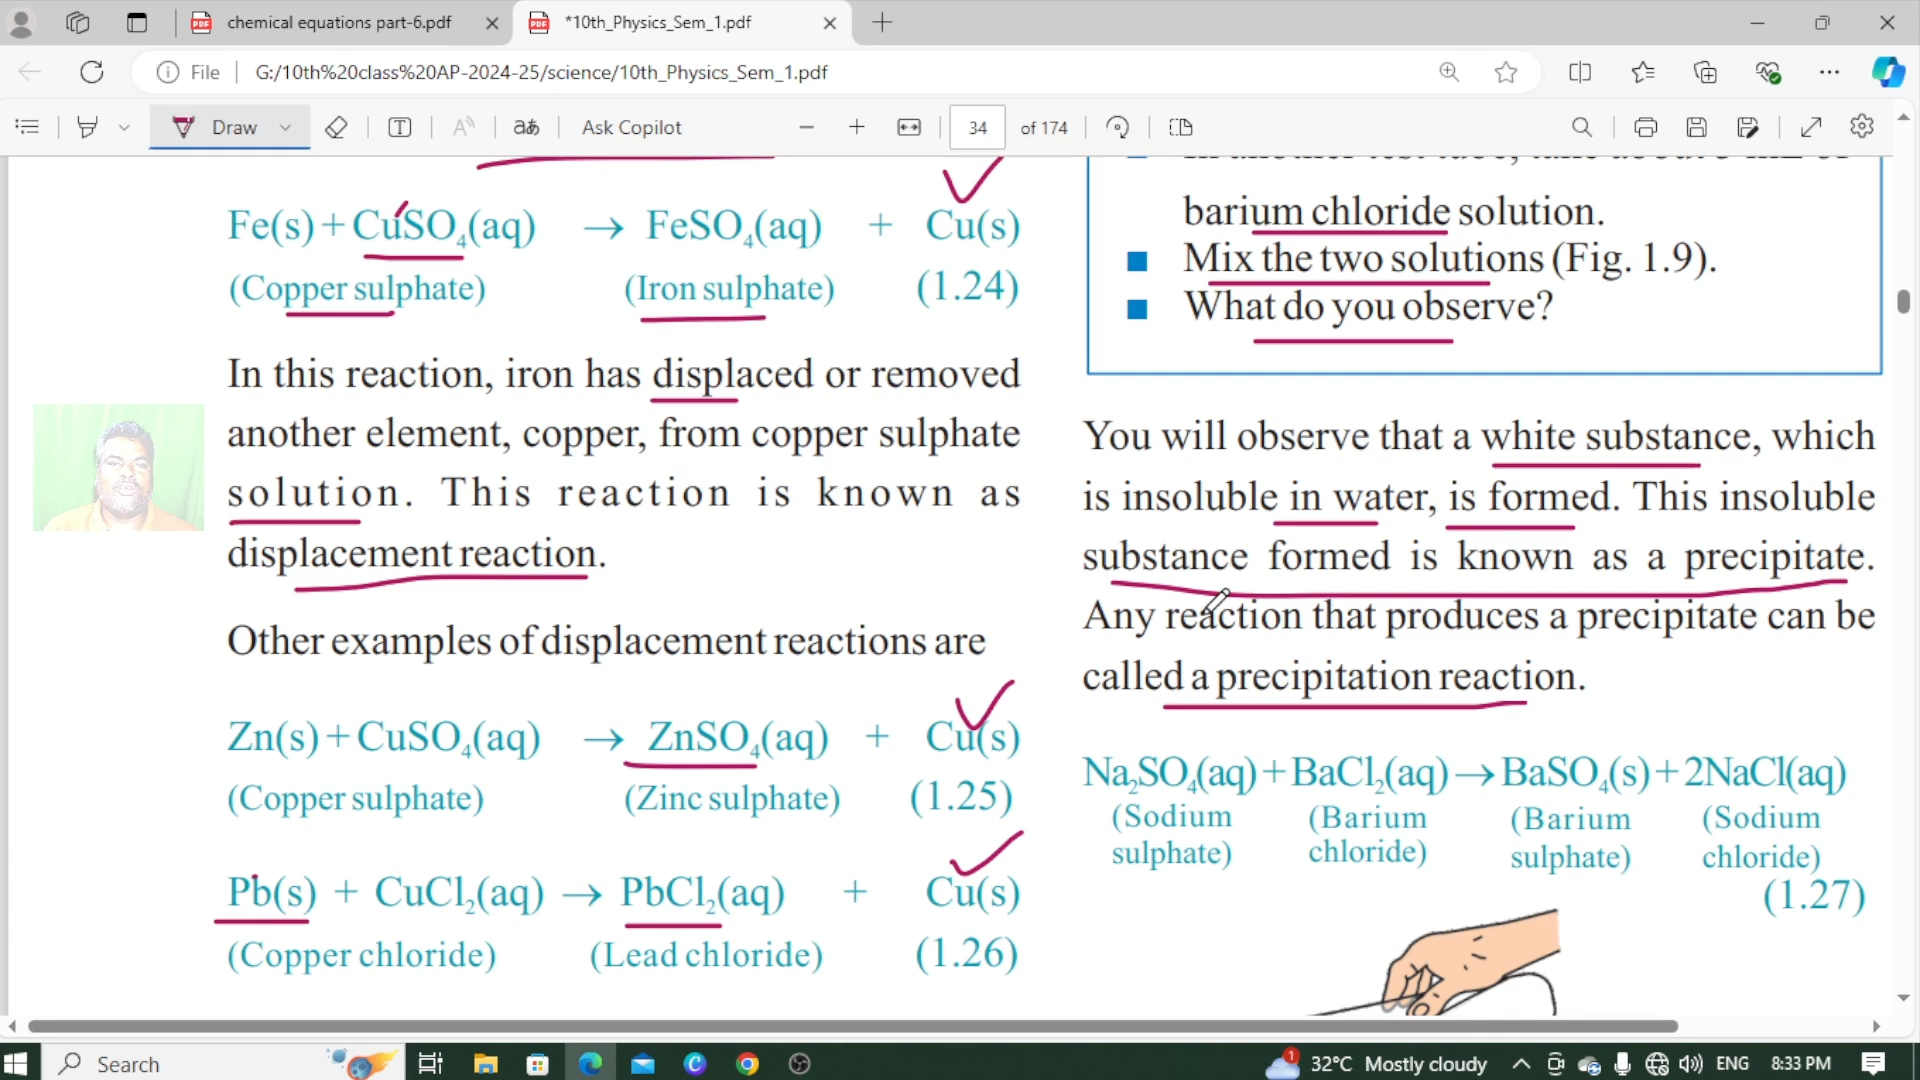 chemical equations part-6.pdf
*10th_Physics_Sem_1.pdf
File
G:/10th%20class%20AP-2024-25/science/10th_Physics_Sem_1.pdf
Draw
Ask Copilot
34 of 174
Fe(s) + CuSO₄(aq) → FeSO₄(aq) + Cu(s)
(Copper sulphate) (Iron sulphate) (1.24)
In this reaction, iron has displaced or removed
another element, copper, from copper sulphate
solution. This reaction is known as
displacement reaction.
Other examples of displacement reactions are
Zn(s) + CuSO₄(aq) → ZnSO₄(aq) + Cu(s)
(Copper sulphate) (Zinc sulphate) (1.25)
Pb(s) + CuCl₂(aq) → PbCl₂(aq) + Cu(s)
(Copper chloride) (Lead chloride) (1.26)
barium chloride solution.
■ Mix the two solutions (Fig. 1.9).
■ What do you observe?
You will observe that a white substance, which
is insoluble in water, is formed. This insoluble
substance formed is known as a precipitate.
Any reaction that produces a precipitate can be
called a precipitation reaction.
Na₂SO₄(aq) + BaCl₂(aq) → BaSO₄(s) + 2NaCl(aq)
(Sodium (Barium (Barium (Sodium
sulphate) chloride) sulphate) chloride)
(1.27)
Search
1
32°C Mostly cloudy
ENG
8:33 PM